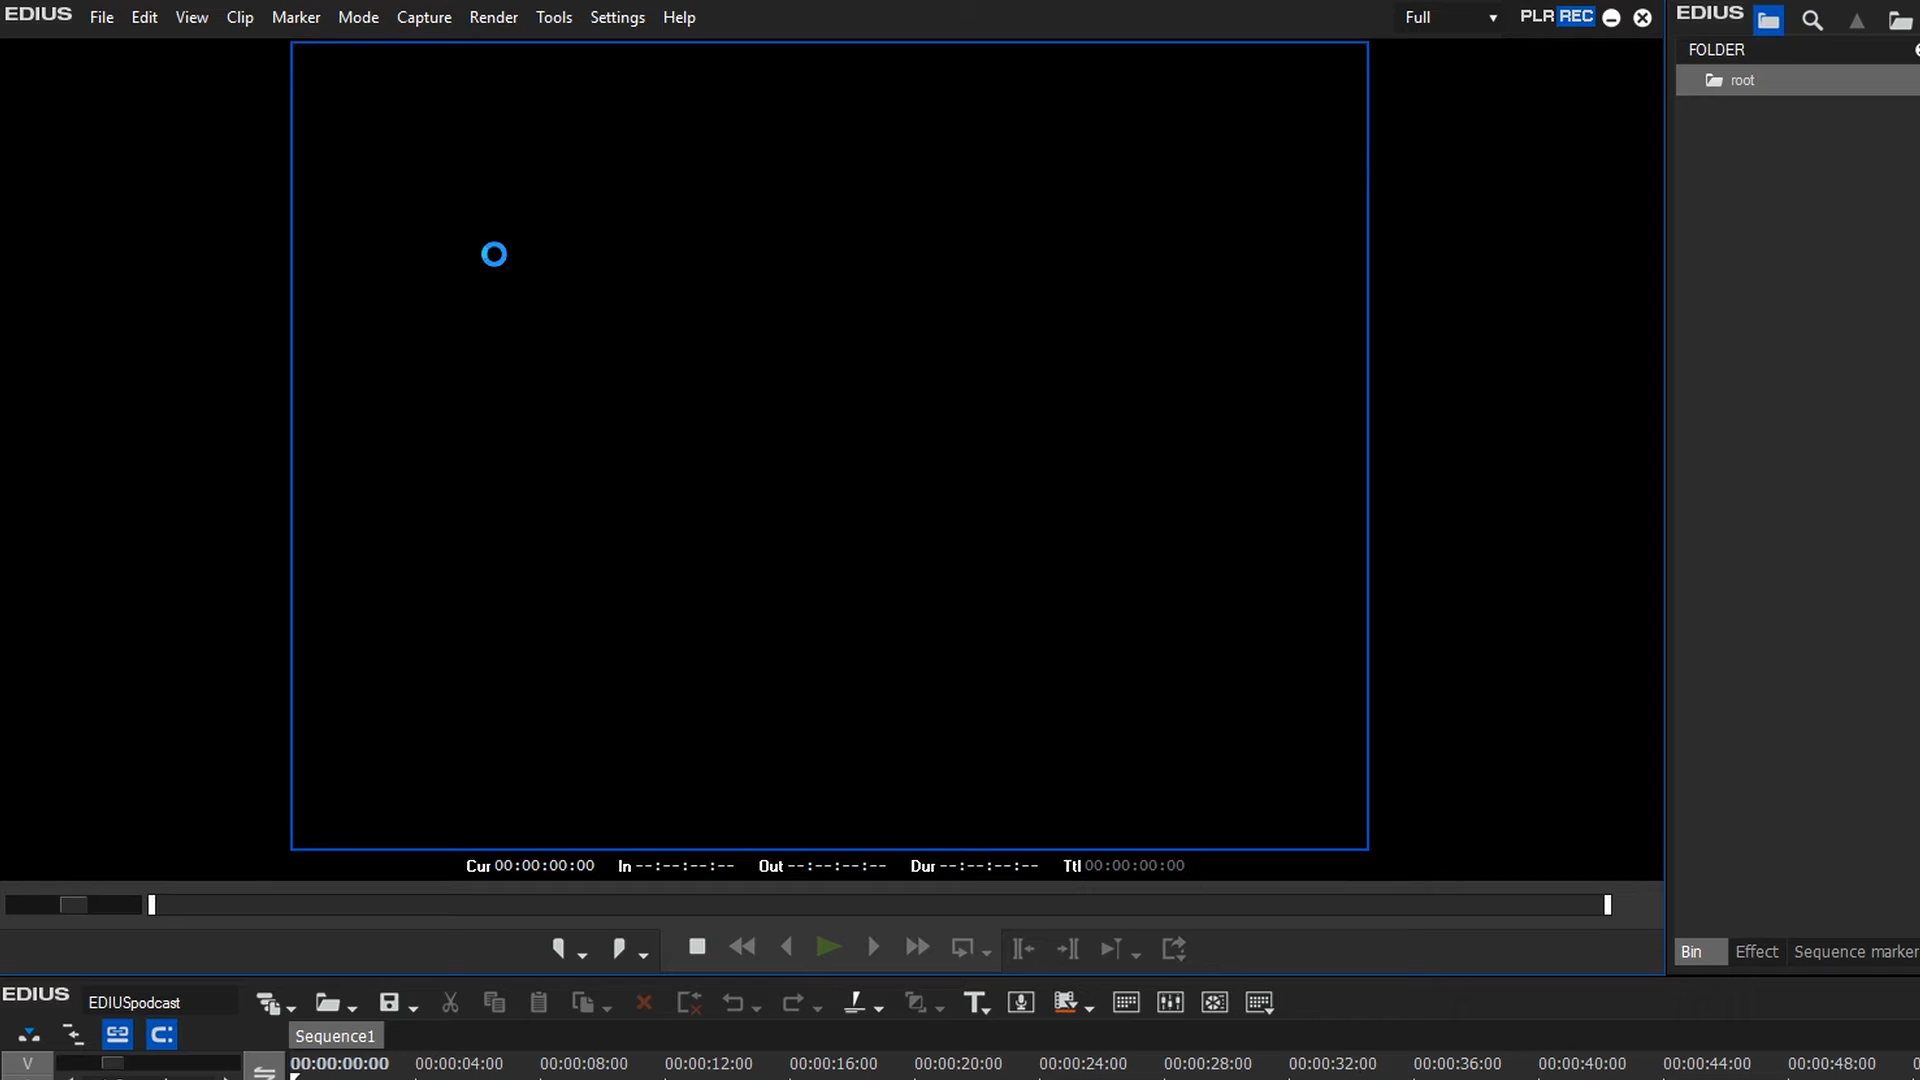 EDIUS File Edit View Clip Marker Mode Capture Render Tools Settings Help Full PLR REC
EDIUS
FOLDER
root
Cur 00:00:00:00 In --:--:--:-- Out --:--:--:-- Dur --:--:--:-- Ttl 00:00:00:00
Bin Effect Sequence marker
EDIUS EDIUSpodcast
Sequence1
V 00:00:00:00 00:00:04:00 00:00:08:00 00:00:12:00 00:00:16:00 00:00:20:00 00:00:24:00 00:00:28:00 00:00:32:00 00:00:36:00 00:00:40:00 00:00:44:00 00:00:48:00